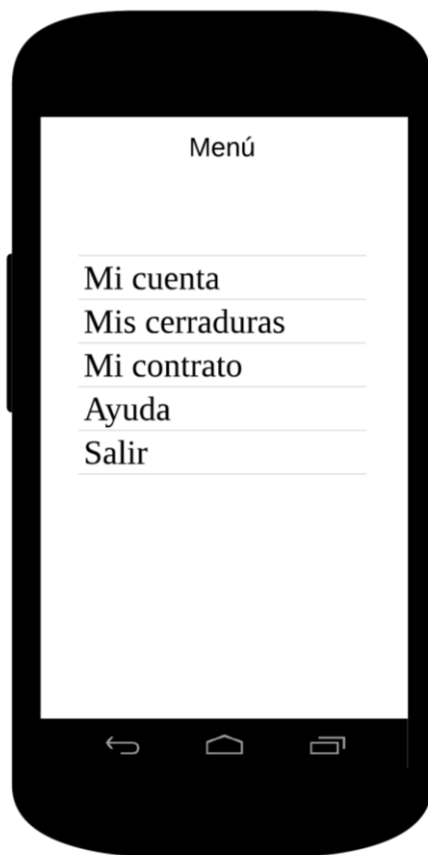 Menú
Mi cuenta
Mis cerraduras
Mi contrato
Ayuda
Salir